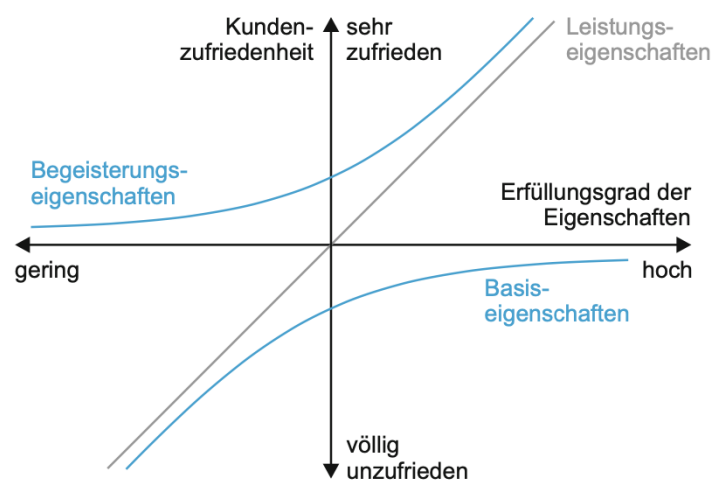 Kunden-
zufriedenheit
sehr
zufrieden
Leistungs-
eigenschaften
Begeisterungs-
eigenschaften
Erfüllungsgrad der
Eigenschaften
gering
hoch
Basis-
eigenschaften
völlig
unzufrieden